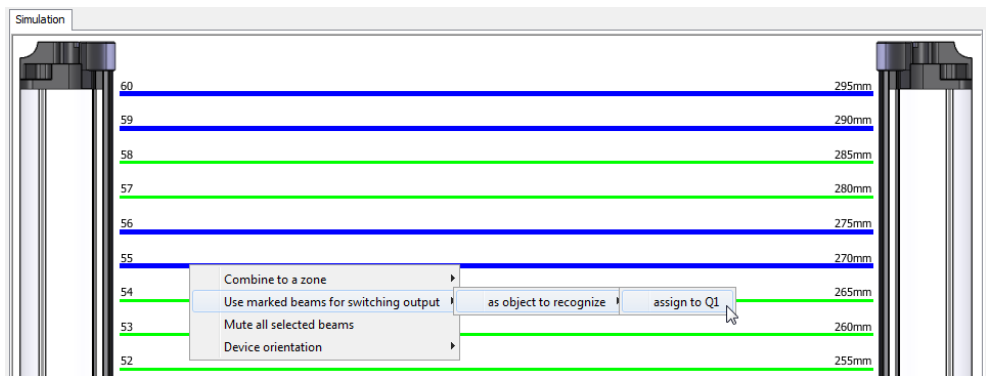 Simulation
60 295mm
59 290mm
58 285mm
57 280mm
56 275mm
55 270mm
Combine to a zone
54 265mm
Use marked beams for switching output as object to recognize assign to Q1
Mute all selected beams
53 260mm
Device orientation
52 255mm